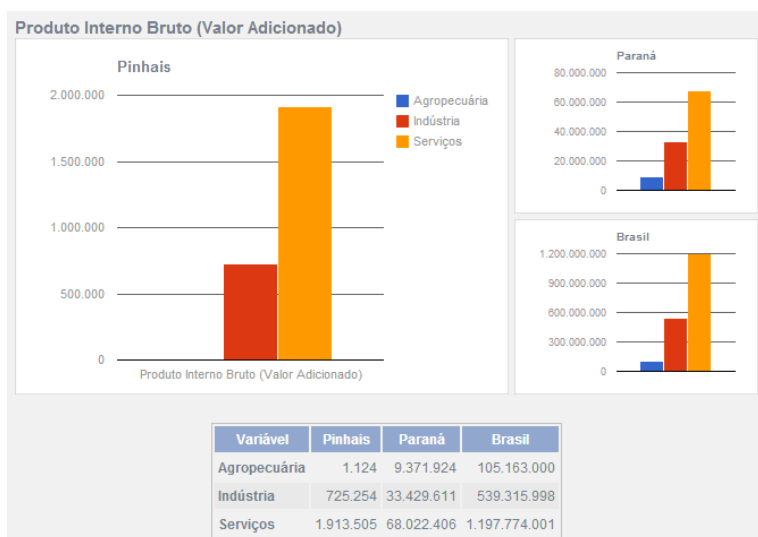 Produto Interno Bruto (Valor Adicionado)
Pinhais
2.000.000
1.500.000
1.000.000
500.000
0
Produto Interno Bruto (Valor Adicionado)
Agropecuária
Indústria
Serviços
Paraná
80.000.000
60.000.000
40.000.000
20.000.000
0
Brasil
1.200.000.000
900.000.000
600.000.000
300.000.000
0
Variável Pinhais Paraná Brasil
Agropecuária 1.124 9.371.924 105.163.000
Indústria 725.254 33.429.611 539.315.998
Serviços 1.913.505 68.022.406 1.197.774.001